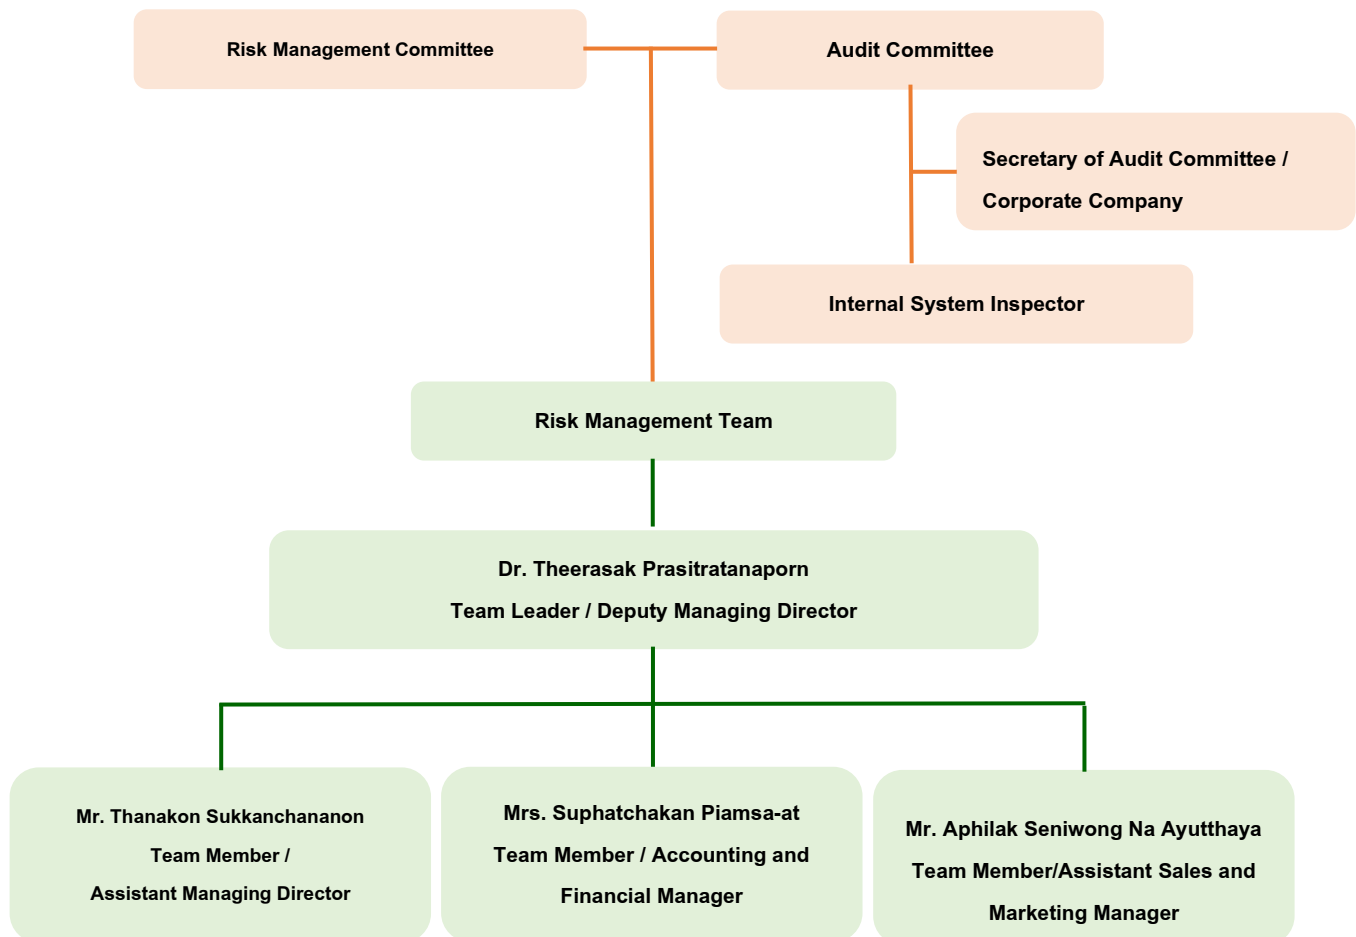 Risk Management Committee
Audit Committee
Secretary of Audit Committee /
Corporate Company
Internal System Inspector
Risk Management Team
Dr. Theerasak Prasitratanaporn
Team Leader / Deputy Managing Director
Mr. Thanakon Sukkanchananon
Team Member /
Assistant Managing Director
Mrs. Suphatchakan Piamsa-at
Team Member / Accounting and
Financial Manager
Mr. Aphilak Seniwong Na Ayutthaya
Team Member/Assistant Sales and
Marketing Manager